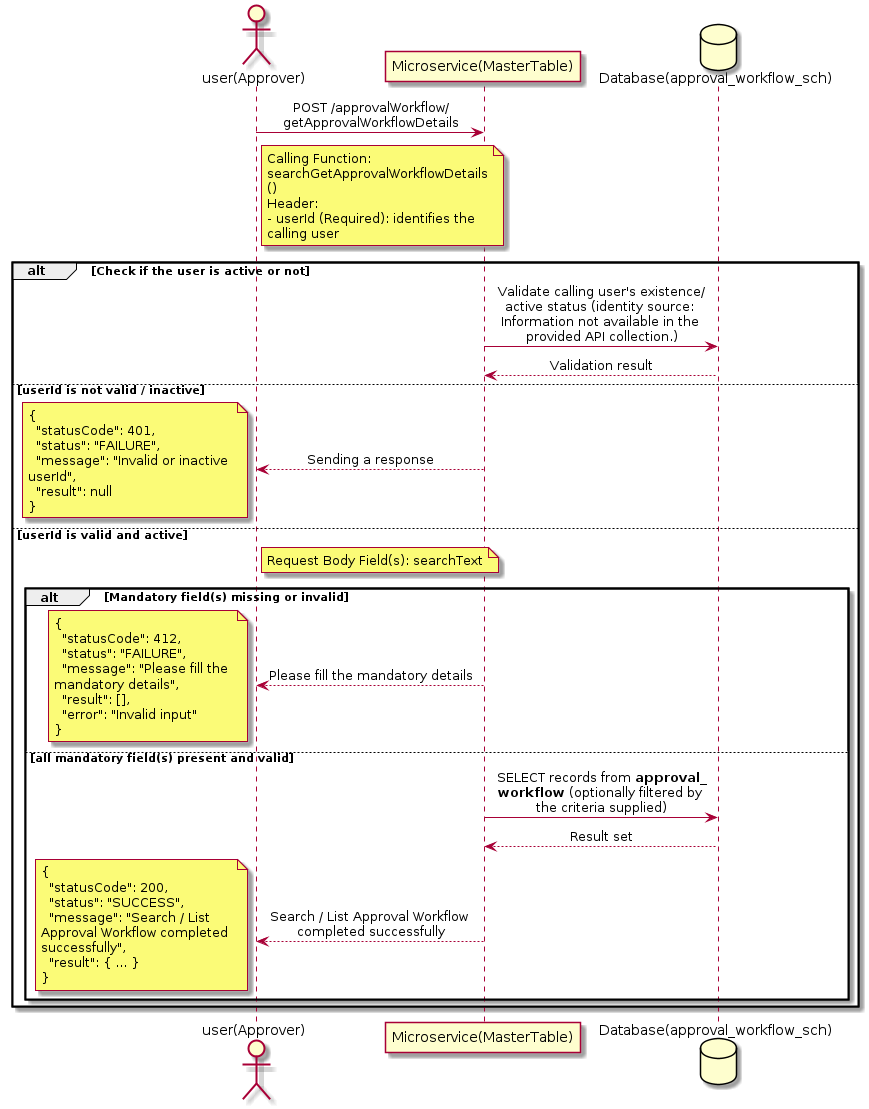 user(Approver)
Microservice(MasterTable)
Database(approval_workflow_sch)
POST /approvalWorkflow/
getApprovalWorkflowDetails
Calling Function:
searchGetApprovalWorkflowDetails
()
Header:
- userId (Required): identifies the
calling user
alt
[Check if the user is active or not]
Validate calling user's existence/
active status (identity source:
Information not available in the
provided API collection.)
Validation result
[userId is not valid / inactive]
{
"statusCode": 401,
"status": "FAILURE",
"message": "Invalid or inactive
userId",
"result": null
}
Sending a response
[userId is valid and active]
Request Body Field(s): searchText
alt
[Mandatory field(s) missing or invalid]
{
"statusCode": 412,
"status": "FAILURE",
"message": "Please fill the
mandatory details",
"result": [],
"error": "Invalid input"
}
Please fill the mandatory details
[all mandatory field(s) present and valid]
SELECT records from approval_
workflow (optionally filtered by
the criteria supplied)
Result set
{
"statusCode": 200,
"status": "SUCCESS",
"message": "Search / List
Approval Workflow completed
successfully",
"result": { ... }
}
Search / List Approval Workflow
completed successfully
user(Approver)
Microservice(MasterTable)
Database(approval_workflow_sch)